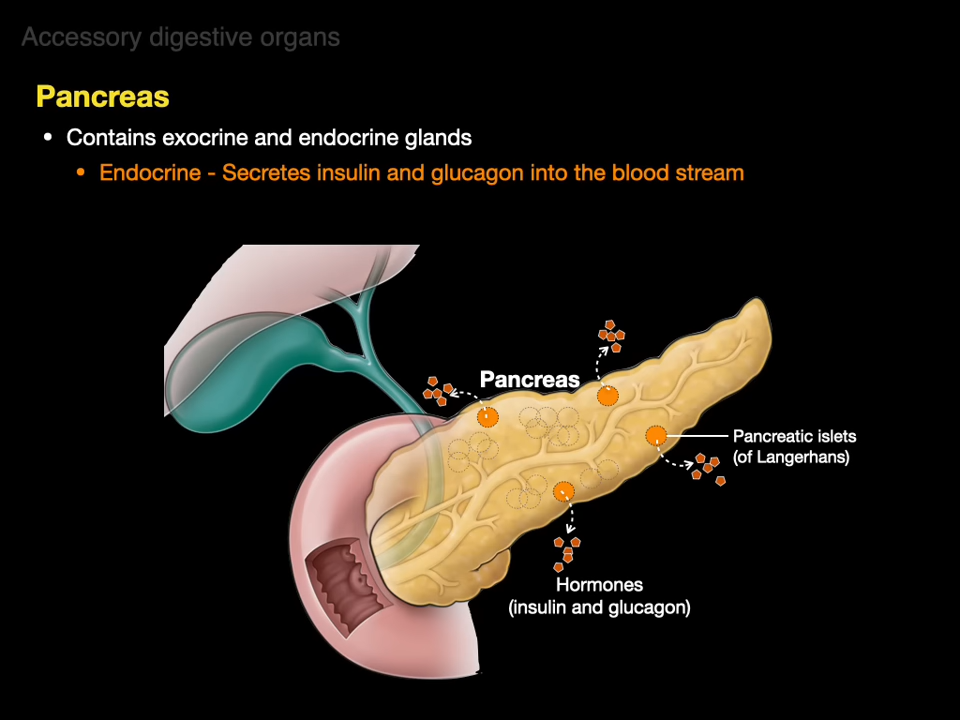 Accessory digestive organs
Pancreas
• Contains exocrine and endocrine glands
• Endocrine - Secretes insulin and glucagon into the blood stream
Pancreas
Pancreatic islets
(of Langerhans)
Hormones
(insulin and glucagon)